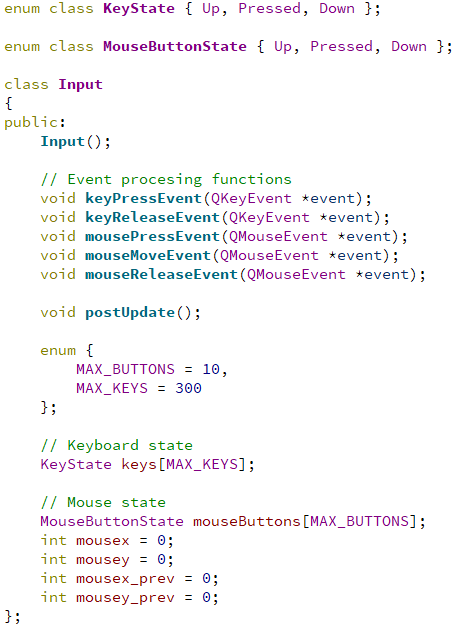 enum class KeyState { Up, Pressed, Down };
enum class MouseButtonState { Up, Pressed, Down };
class Input
{
public:
    Input();
    // Event procesing functions
    void keyPressEvent(QKeyEvent *event);
    void keyReleaseEvent(QKeyEvent *event);
    void mousePressEvent(QMouseEvent *event);
    void mouseMoveEvent(QMouseEvent *event);
    void mouseReleaseEvent(QMouseEvent *event);
    void postUpdate();
    enum {
        MAX_BUTTONS = 10,
        MAX_KEYS = 300
    };
    // Keyboard state
    KeyState keys[MAX_KEYS];
    // Mouse state
    MouseButtonState mouseButtons[MAX_BUTTONS];
    int mousex = 0;
    int mousey = 0;
    int mousex_prev = 0;
    int mousey_prev = 0;
};